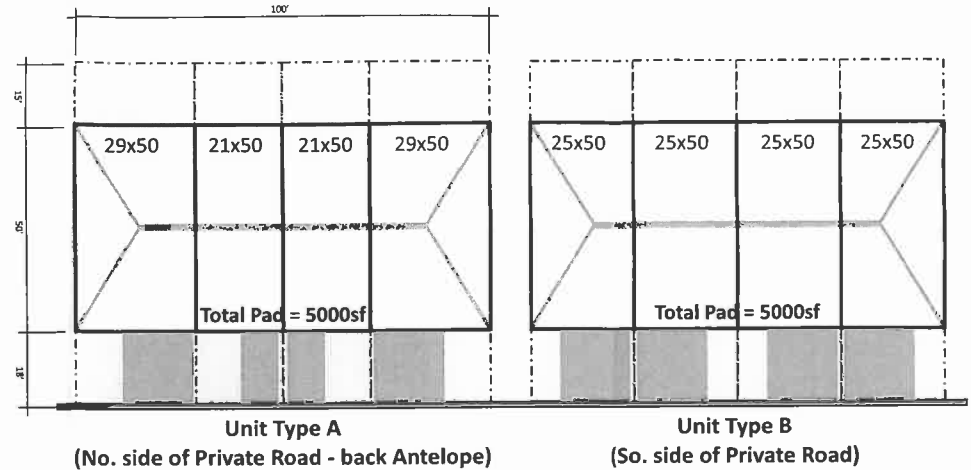 100'
15'
29x50 21x50 21x50 29x50 25x50 25x50 25x50 25x50
50'
Total Pad = 5000sf Total Pad = 5000sf
18'
Unit Type A Unit Type B
(No. side of Private Road - back Antelope) (So. side of Private Road)